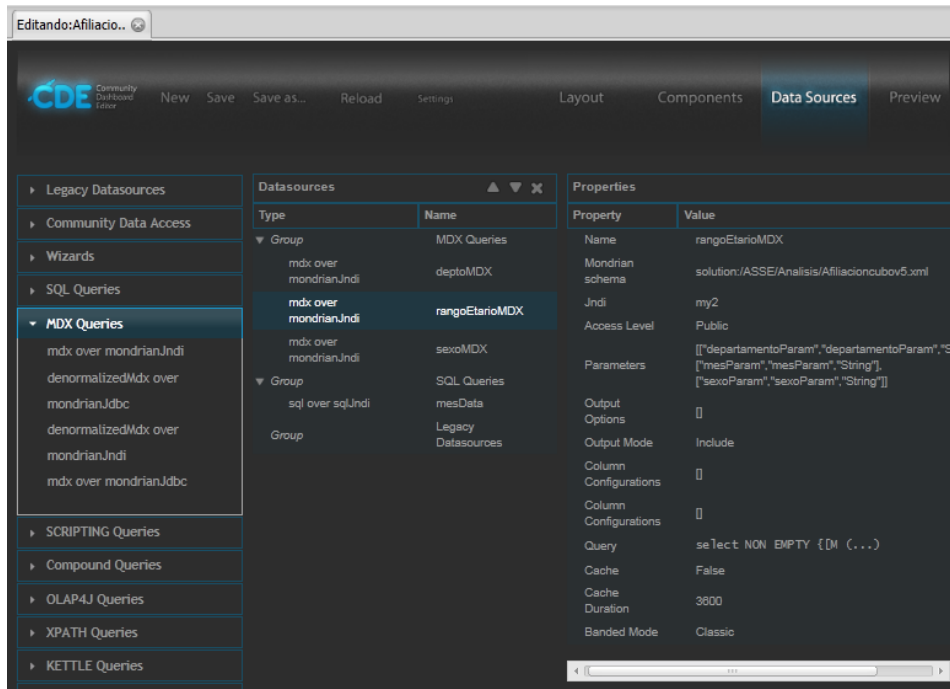 Editando:Afiliacio..
CDE Community Dashboard Editor
New Save Save as... Reload Settings Layout Components Data Sources Preview
Legacy Datasources
Community Data Access
Wizards
SQL Queries
MDX Queries
mdx over mondrianJndi
denormalizedMdx over
mondrianJdbc
denormalizedMdx over
mondrianJndi
mdx over mondrianJdbc
SCRIPTING Queries
Compound Queries
OLAP4J Queries
XPATH Queries
KETTLE Queries
Datasources
Type Name
Group MDX Queries
mdx over
mondrianJndi deptoMDX
mdx over
mondrianJndi rangoEtarioMDX
mdx over
mondrianJndi sexoMDX
Group SQL Queries
sql over sqlJndi mesData
Group Legacy
Datasources
Properties
Property Value
Name rangoEtarioMDX
Mondrian
schema solution:/ASSE/Analisis/Afiliacioncubov5.xml
Jndi my2
Access Level Public
Parameters [["departamentoParam","departamentoParam","S
["mesParam","mesParam","String"],
["sexoParam","sexoParam","String"]]
Output
Options []
Output Mode Include
Column
Configurations []
Column
Configurations []
Query select NON EMPTY {[M (...)
Cache False
Cache
Duration 3600
Banded Mode Classic